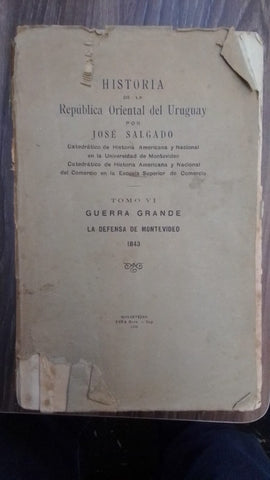 HISTORIA
DE LA
República Oriental del Uruguay
POR
JOSÉ SALGADO
Catedrático de Historia Americana y Nacional
en la Universidad de Montevideo
Catedrático de Historia Americana y Nacional
del Comercio en la Escuela Superior de Comercio
TOMO VI
GUERRA GRANDE
LA DEFENSA DE MONTEVIDEO
1843
MONTEVIDEO